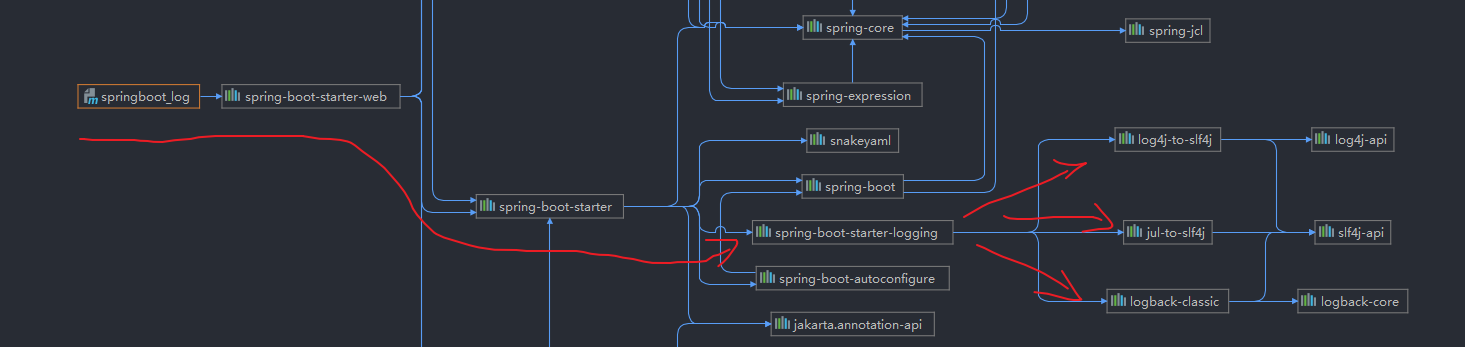 spring-core
spring-jcl
springboot_log
spring-boot-starter-web
spring-expression
snakeyaml
log4j-to-slf4j
log4j-api
spring-boot
spring-boot-starter
spring-boot-starter-logging
jul-to-slf4j
slf4j-api
spring-boot-autoconfigure
logback-classic
logback-core
jakarta.annotation-api